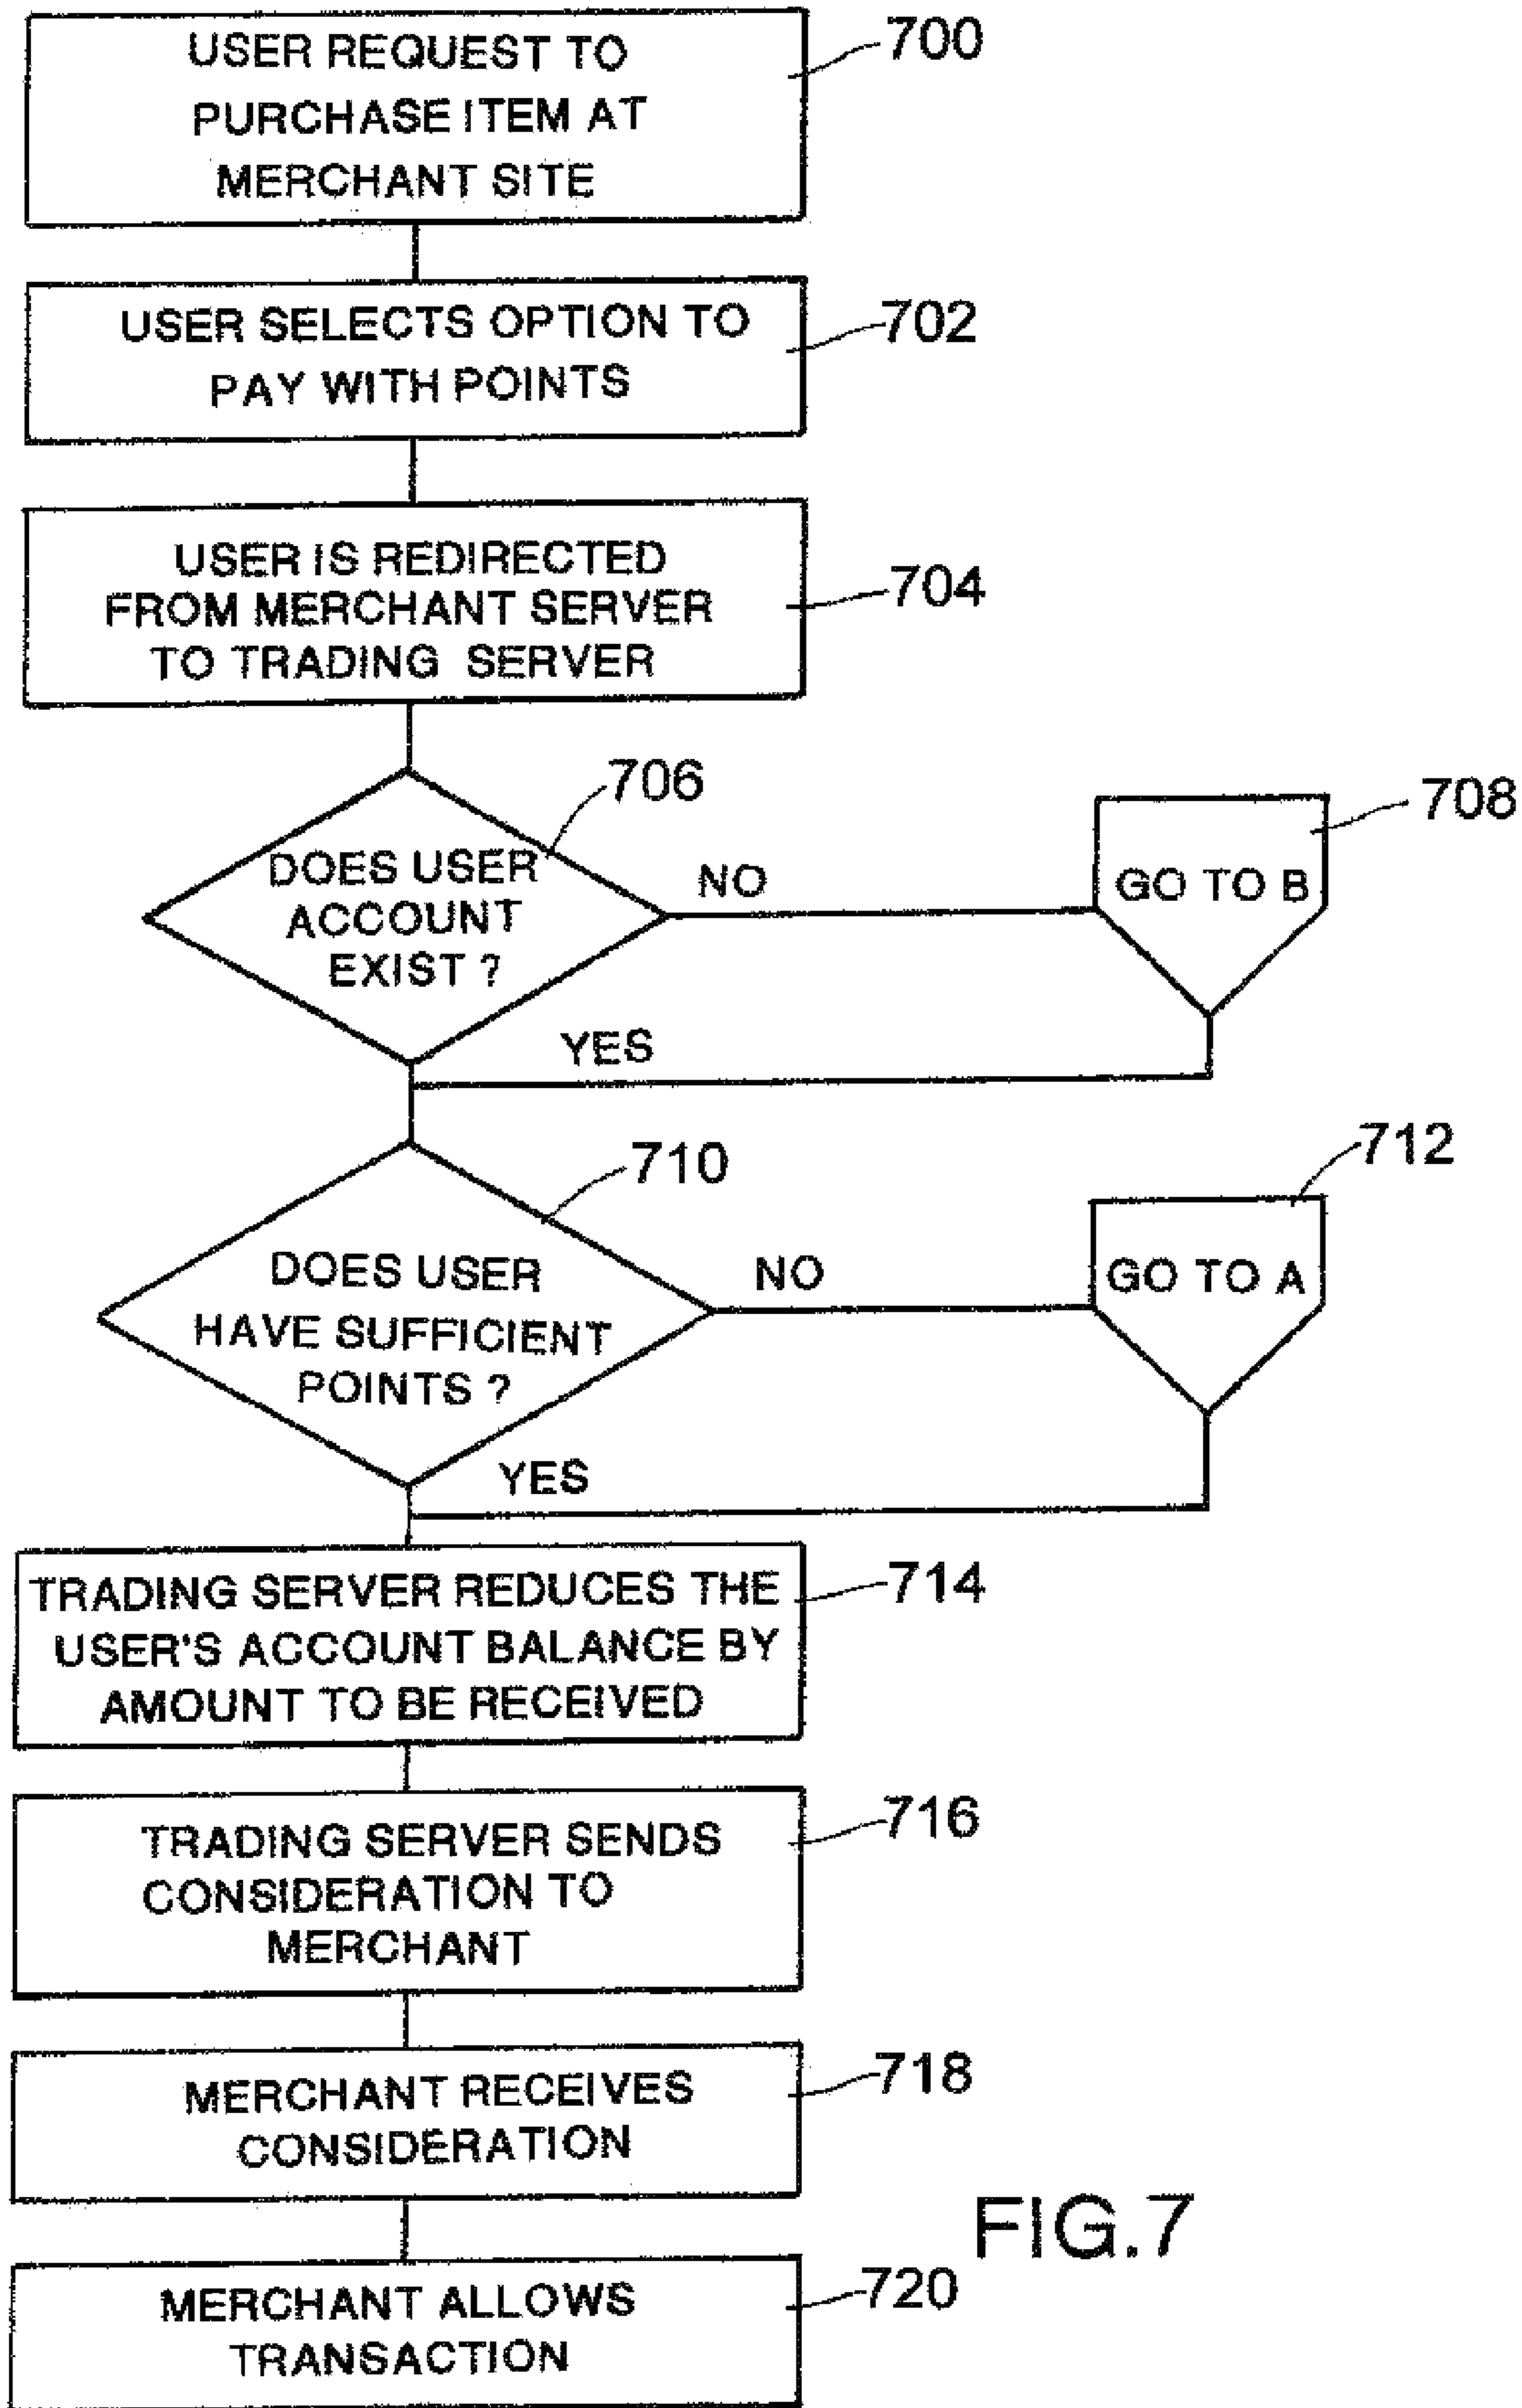 USER REQUEST TO
PURCHASE ITEM AT
MERCHANT SITE
700
USER SELECTS OPTION TO
PAY WITH POINTS
702
USER IS REDIRECTED
FROM MERCHANT SERVER
TO TRADING SERVER
704
706
DOES USER
ACCOUNT
EXIST ?
NO
708
GO TO B
YES
710
DOES USER
HAVE SUFFICIENT
POINTS ?
NO
712
GO TO A
YES
TRADING SERVER REDUCES THE
USER'S ACCOUNT BALANCE BY
AMOUNT TO BE RECEIVED
714
TRADING SERVER SENDS
CONSIDERATION TO
MERCHANT
716
MERCHANT RECEIVES
CONSIDERATION
718
MERCHANT ALLOWS
TRANSACTION
720
FIG.7